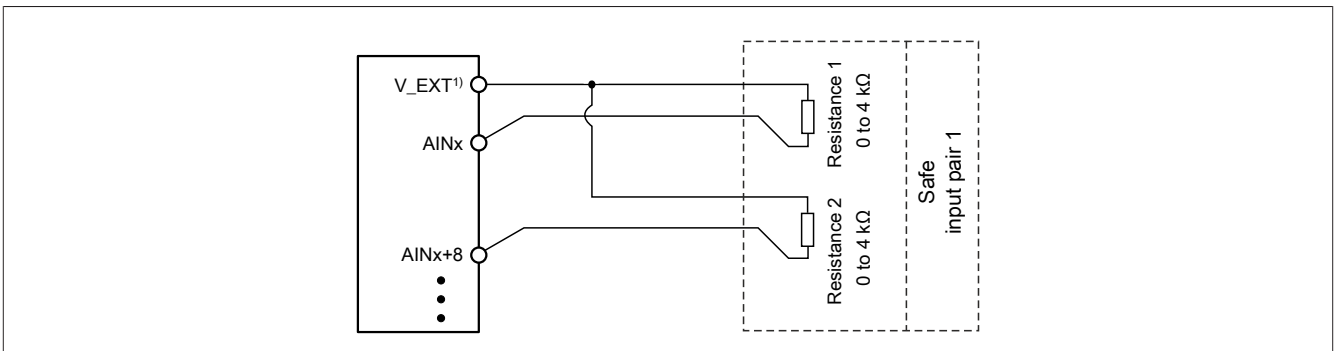 V_EXT¹⁾
AINx
AINx+8
Resistance 1
0 to 4 kΩ
Resistance 2
0 to 4 kΩ
Safe
input pair 1